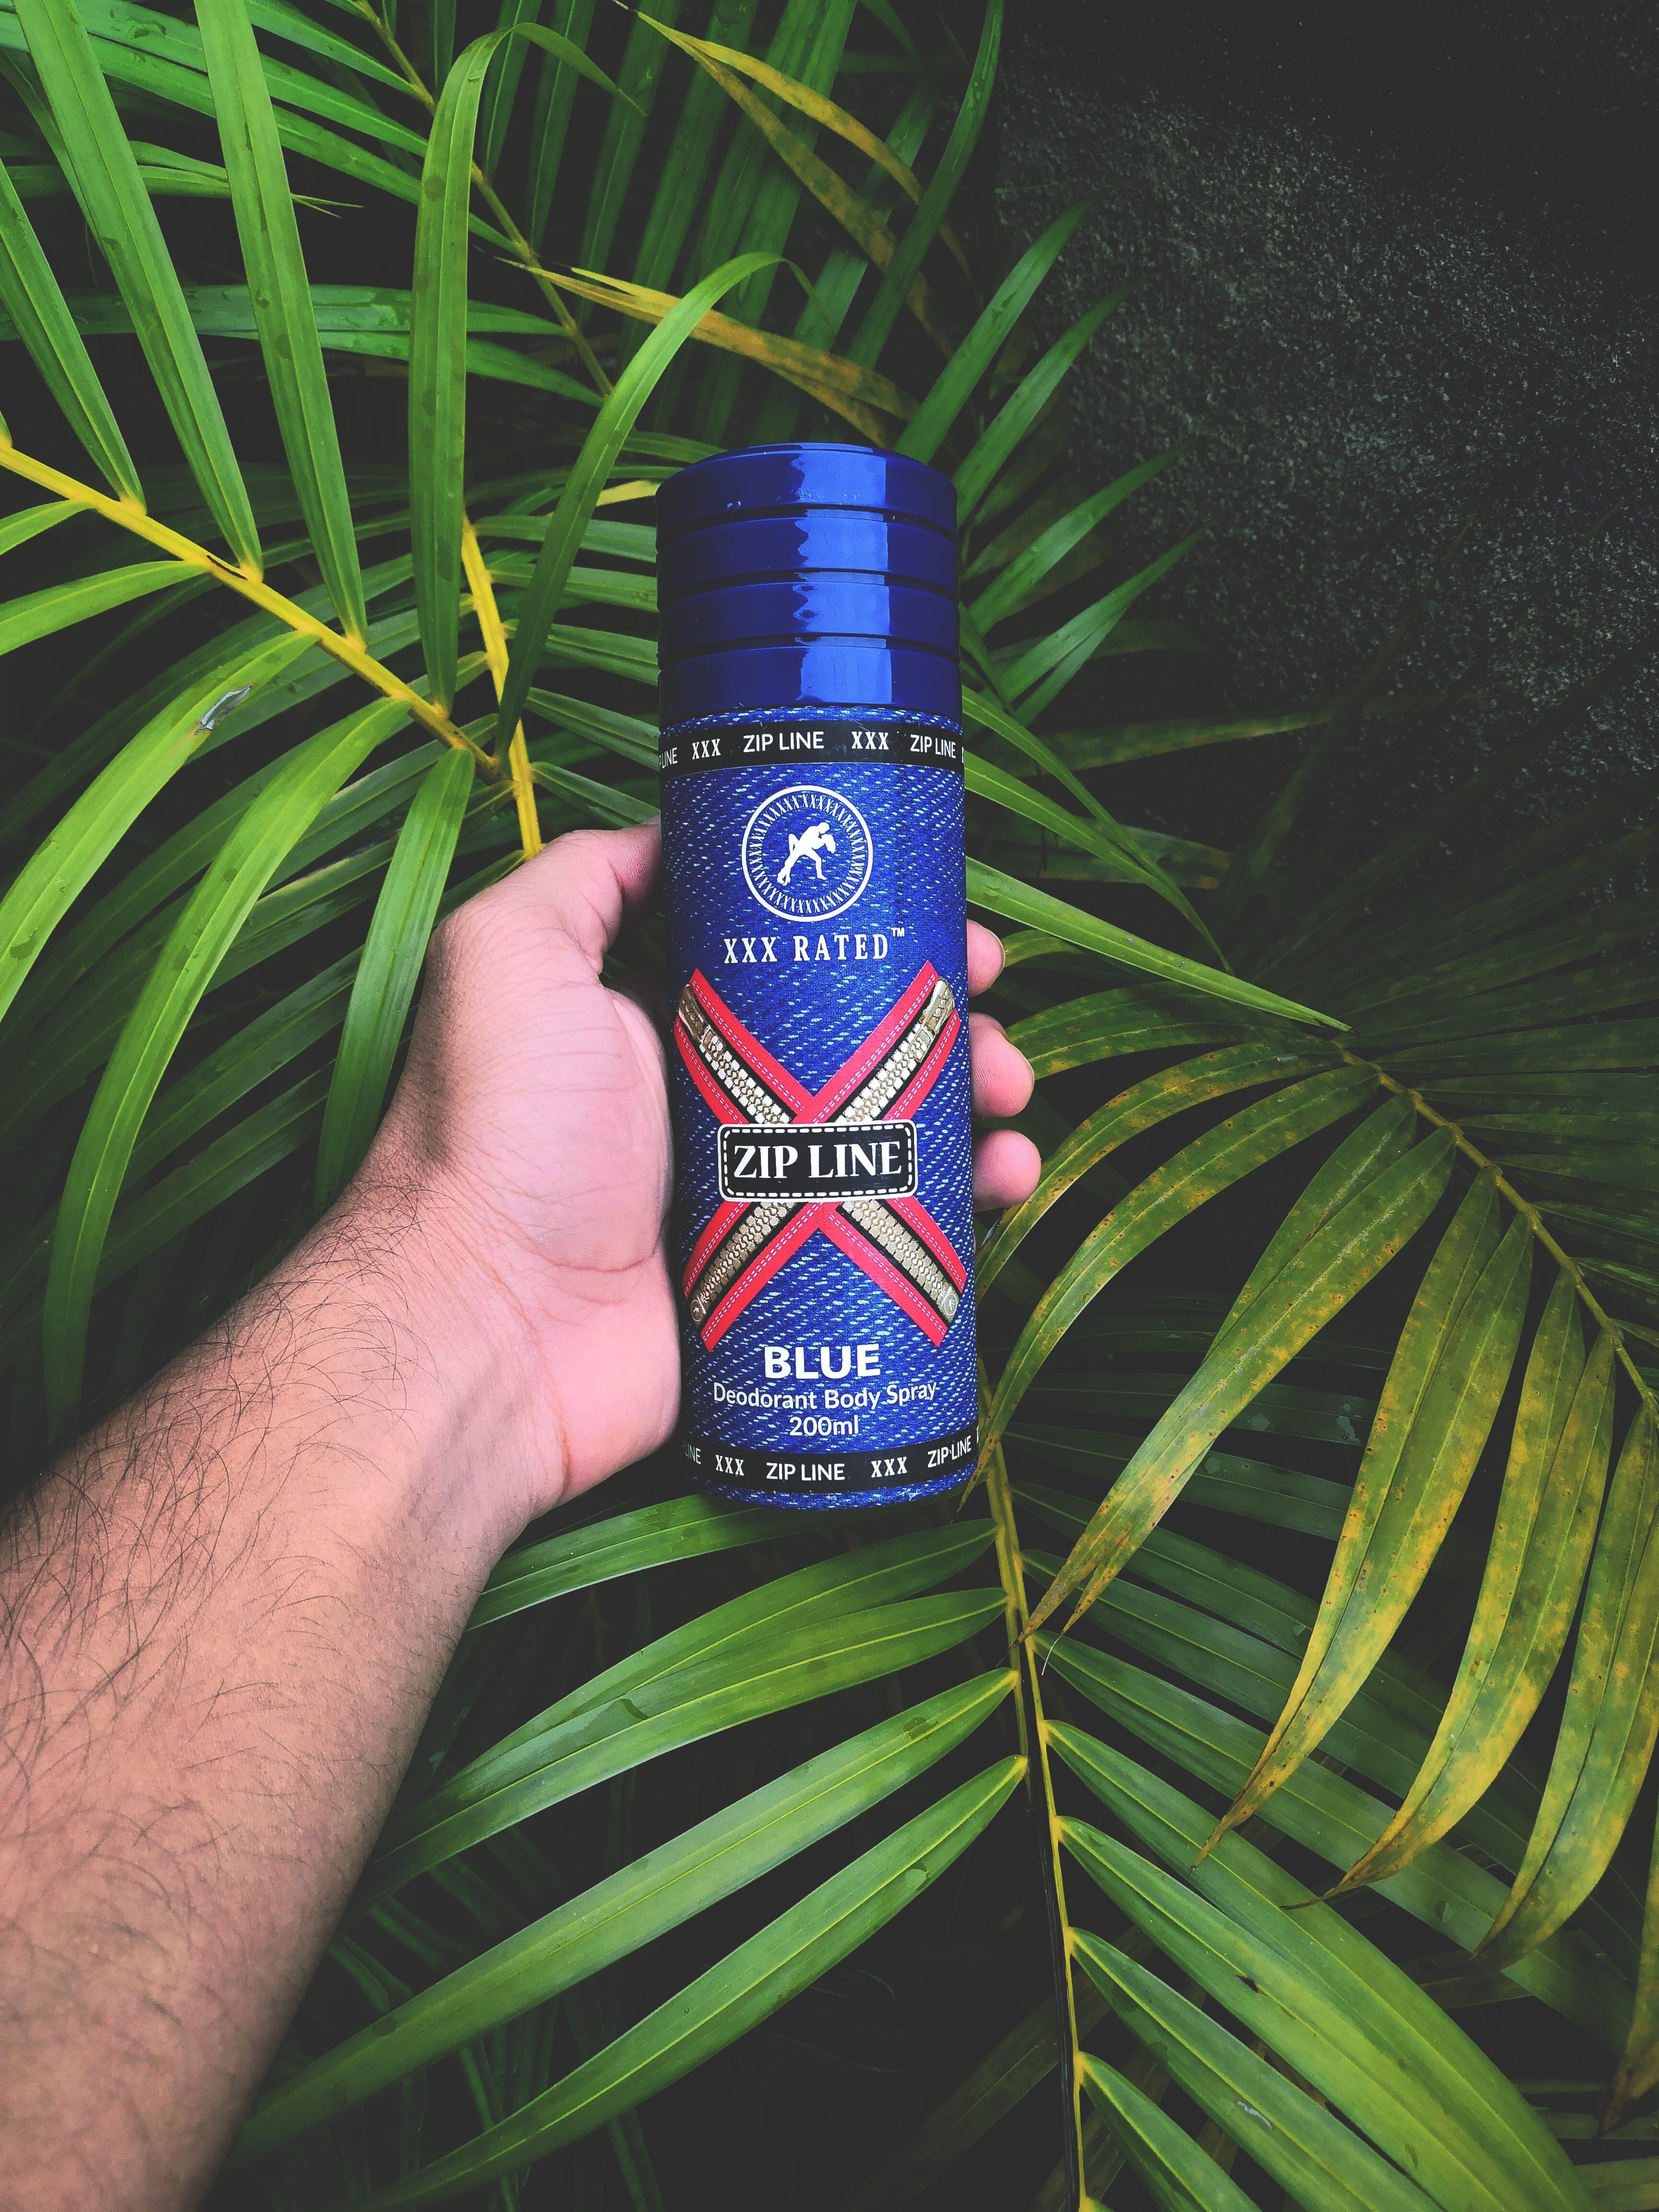 XXX ZIP LINE XXX ZIP LINE
XXX RATED™
ZIP LINE
BLUE
Deodorant Body Spray
200ml
LINE XXX ZIP LINE XXX ZIP LINE